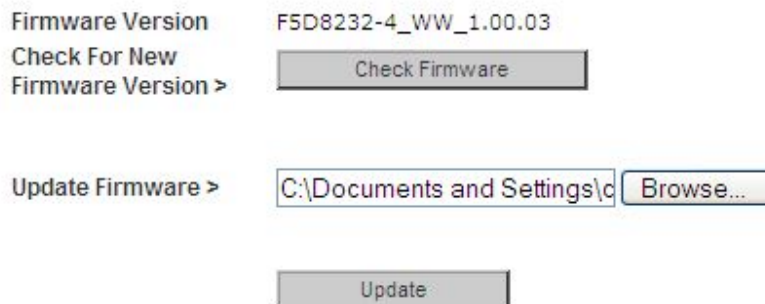 Firmware Version F5D8232-4_WW_1.00.03
Check For New
Firmware Version > Check Firmware
Update Firmware > C:\Documents and Settings\c Browse...
Update